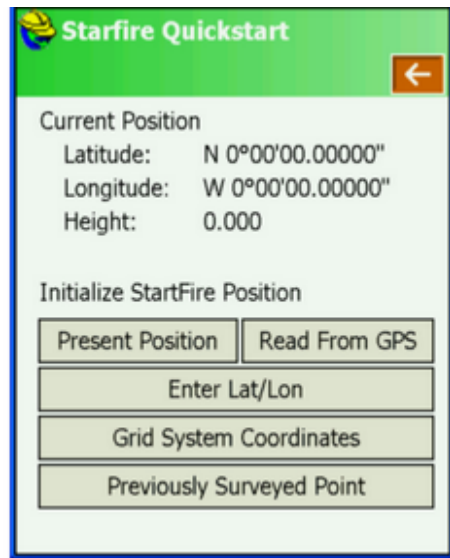 Starfire Quickstart
Current Position
Latitude: N 0°00'00.00000"
Longitude: W 0°00'00.00000"
Height: 0.000
Initialize StartFire Position
Present Position Read From GPS
Enter Lat/Lon
Grid System Coordinates
Previously Surveyed Point